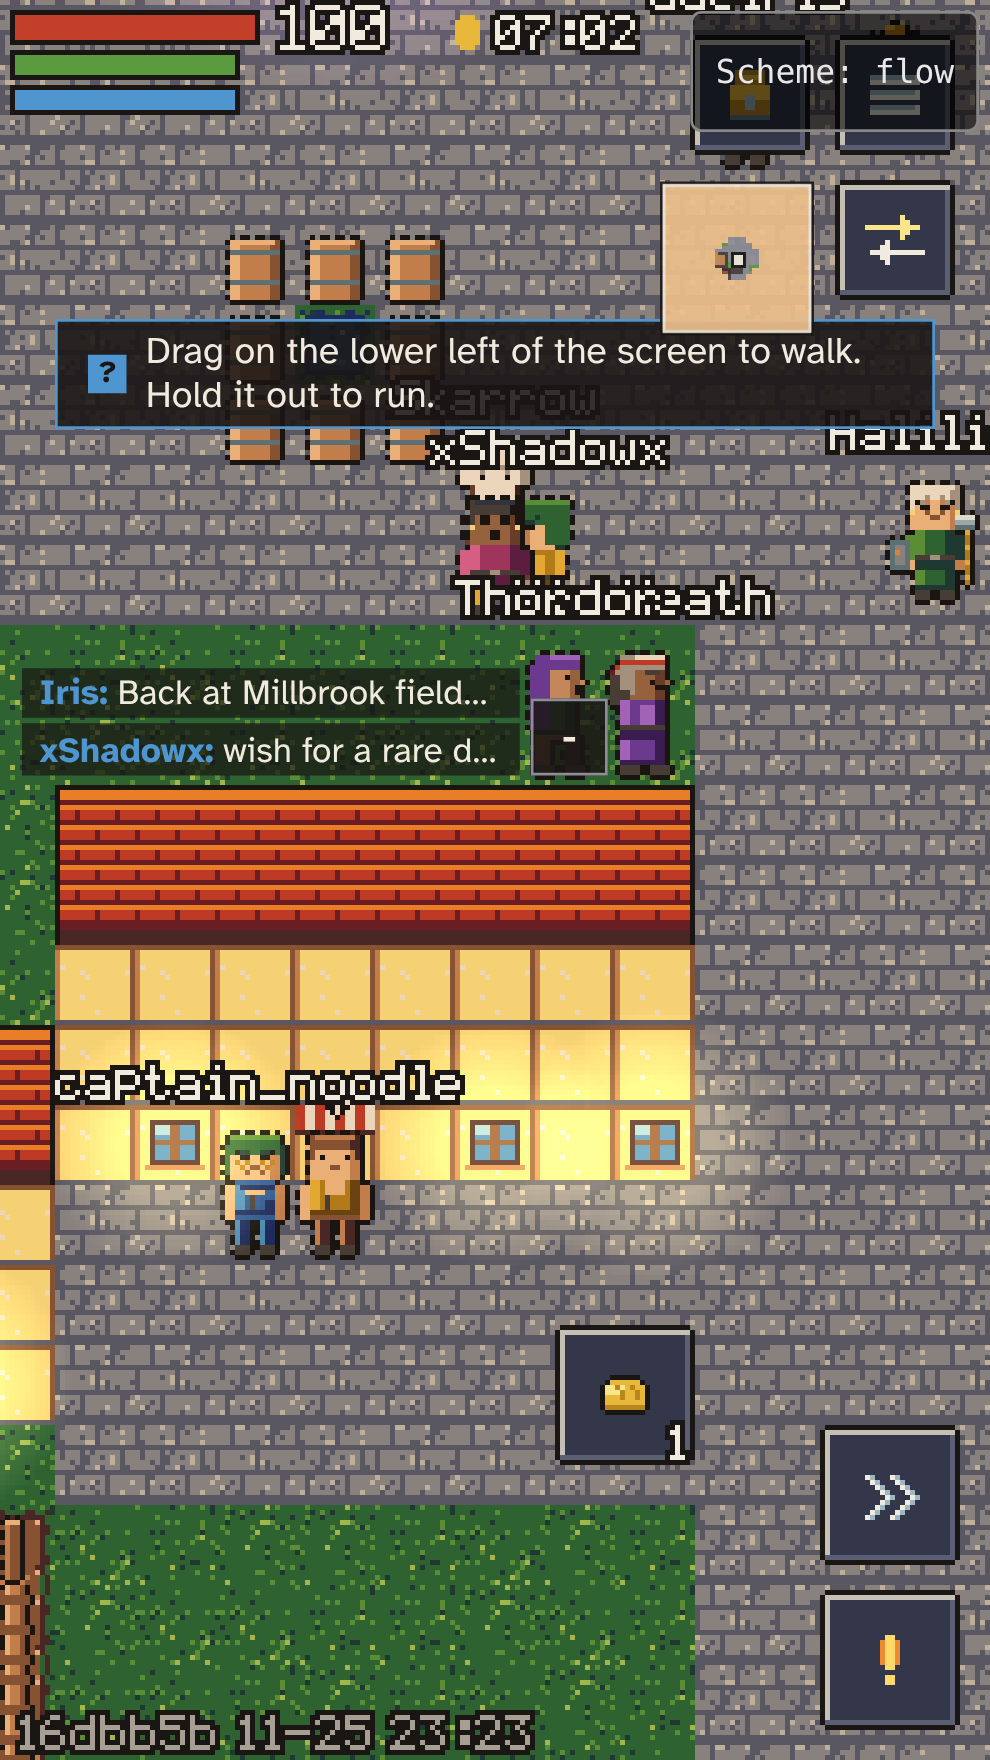 100
07:02
Scheme: flow
?
Drag on the lower left of the screen to walk.
Hold it out to run.
xShadowx
Halili
Thordoreath
Iris: Back at Millbrook field...
xShadowx: wish for a rare d...
captain_noodle
1
16dbb5b 11-25 23:23